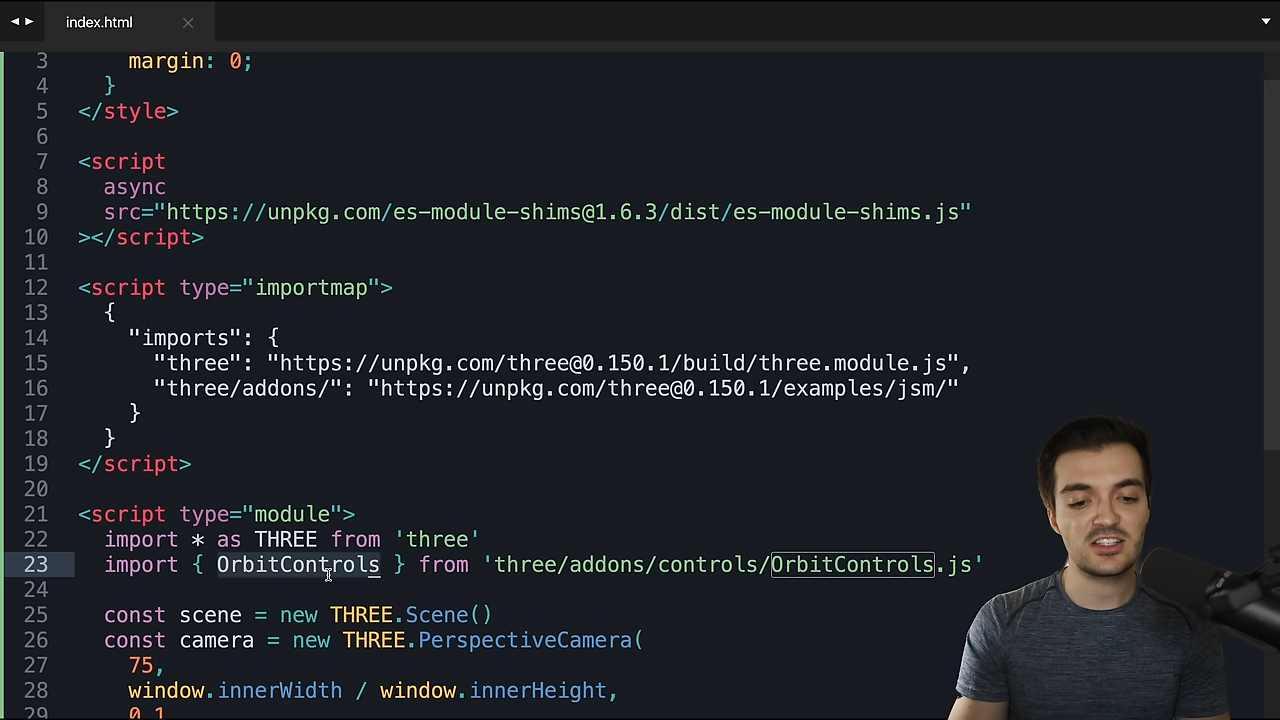 index.html
3 margin: 0;
4 }
5 </style>
6
7 <script
8 async
9 src="https://unpkg.com/es-module-shims@1.6.3/dist/es-module-shims.js"
10 ></script>
11
12 <script type="importmap">
13 {
14 "imports": {
15 "three": "https://unpkg.com/three@0.150.1/build/three.module.js",
16 "three/addons/": "https://unpkg.com/three@0.150.1/examples/jsm/"
17 }
18 }
19 </script>
20
21 <script type="module">
22 import * as THREE from 'three'
23 import { OrbitControls } from 'three/addons/controls/OrbitControls.js'
24
25 const scene = new THREE.Scene()
26 const camera = new THREE.PerspectiveCamera(
27 75,
28 window.innerWidth / window.innerHeight,
29 0.1